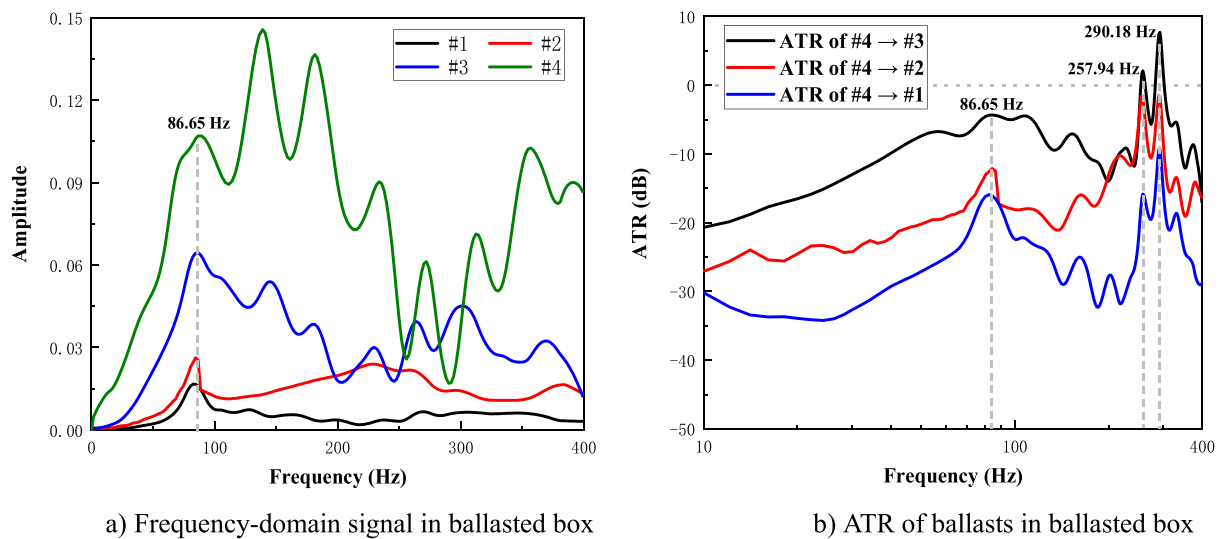 0.15
0.12
0.09
0.06
0.03
0.00
Amplitude
#1 #2
#3 #4
86.65 Hz
0 100 200 300 400
Frequency (Hz)
a) Frequency-domain signal in ballasted box
10
0
-10
-20
-30
-40
-50
ATR (dB)
ATR of #4 → #3
ATR of #4 → #2
ATR of #4 → #1
290.18 Hz
257.94 Hz
86.65 Hz
10 100 400
Frequency (Hz)
b) ATR of ballasts in ballasted box